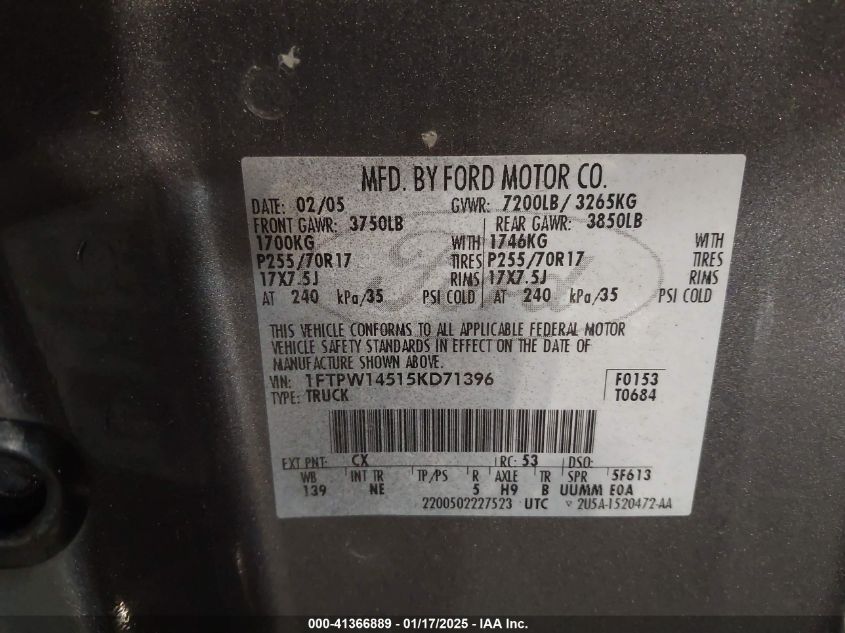 MFD. BY FORD MOTOR CO.
DATE: 02/05 GVWR: 7200LB/ 3265KG
FRONT GAWR: 3750LB REAR GAWR: 3850LB
1700KG WITH 1746KG WITH
P255/70R17 TIRES P255/70R17 TIRES
17X7.5J RIMS 17X7.5J RIMS
AT 240 kPa/35 PSI COLD AT 240 kPa/35 PSI COLD
THIS VEHICLE CONFORMS TO ALL APPLICABLE FEDERAL MOTOR
VEHICLE SAFETY STANDARDS IN EFFECT ON THE DATE OF
MANUFACTURE SHOWN ABOVE.
VIN: 1FTPW14515KD71396 F0153
TYPE: TRUCK T0684
EXT PNT: CX RC: 53 DSO:
WB INT TR TP/PS R AXLE TR SPR 5F613
139 NE 5 H9 B UUMM E0A
2200502227523 UTC 2U5A-1520472-AA
Ford
000-41366889 - 01/17/2025 - IAA Inc.